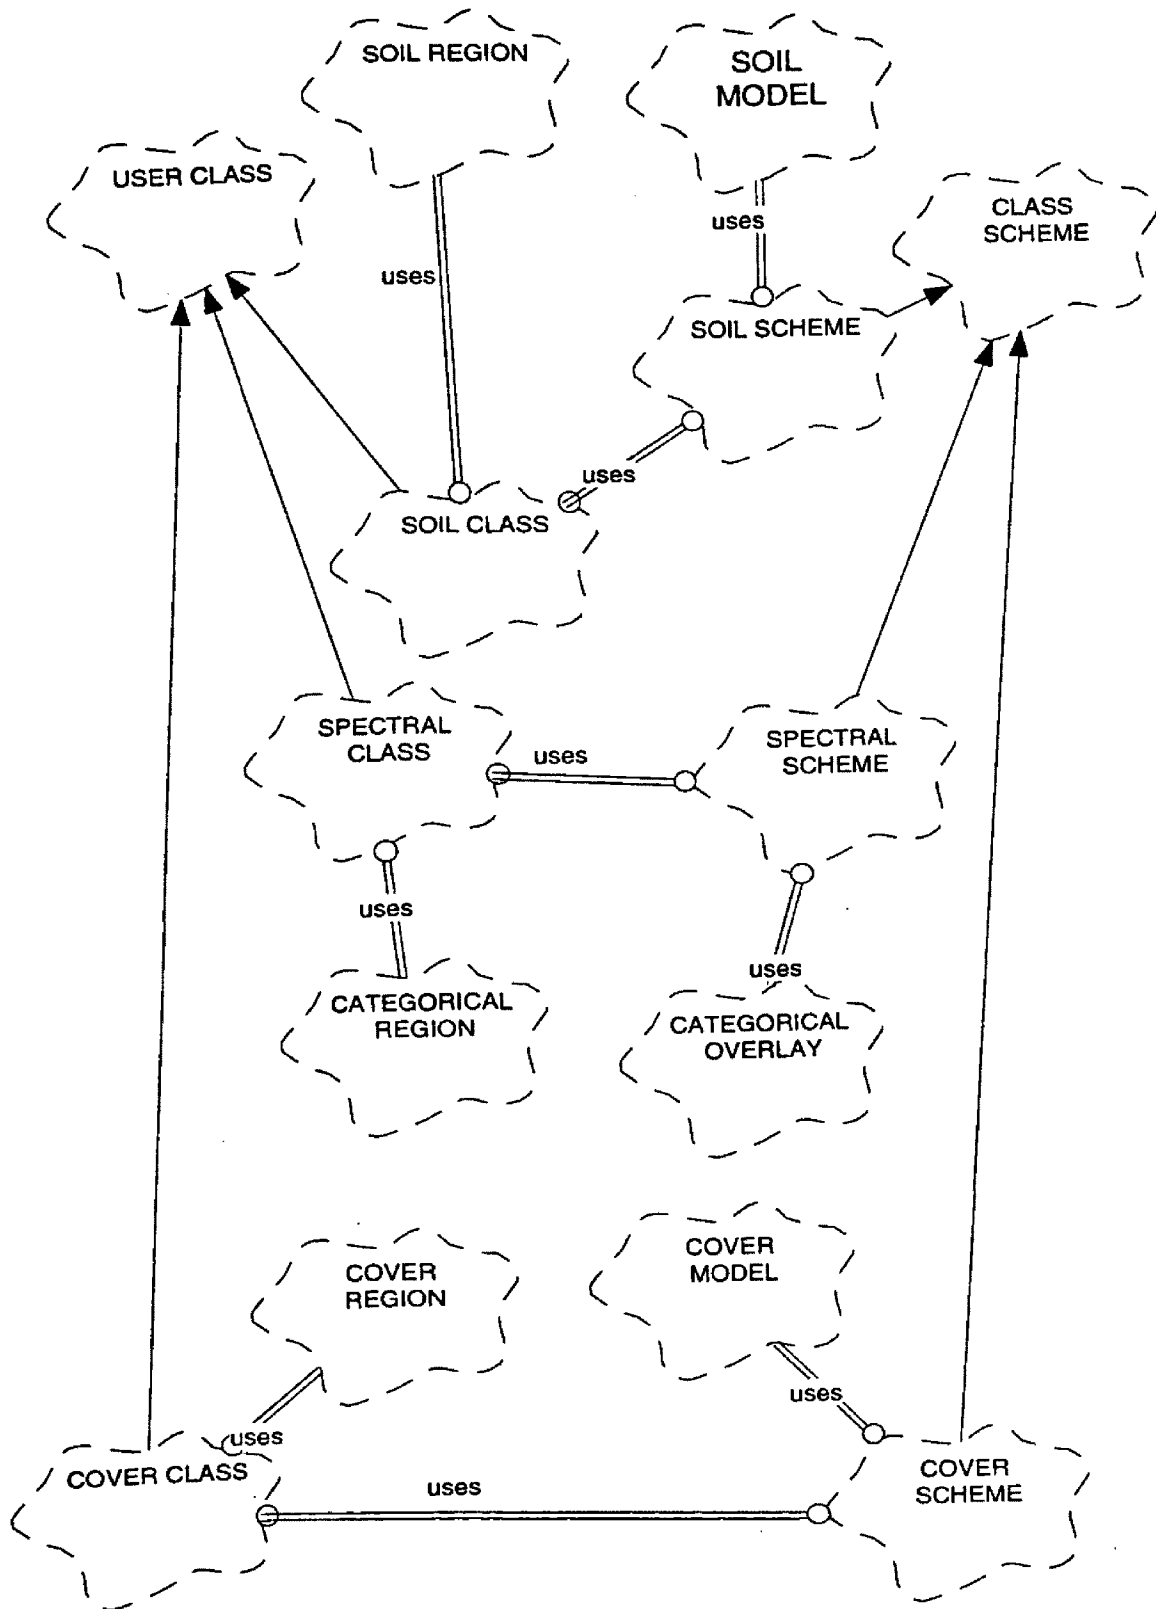 SOIL REGION
SOIL
MODEL
USER CLASS
CLASS
SCHEME
uses
uses
SOIL SCHEME
uses
SOIL CLASS
SPECTRAL
CLASS
uses
SPECTRAL
SCHEME
uses
uses
CATEGORICAL
REGION
CATEGORICAL
OVERLAY
COVER
REGION
COVER
MODEL
uses
uses
COVER CLASS
uses
COVER
SCHEME